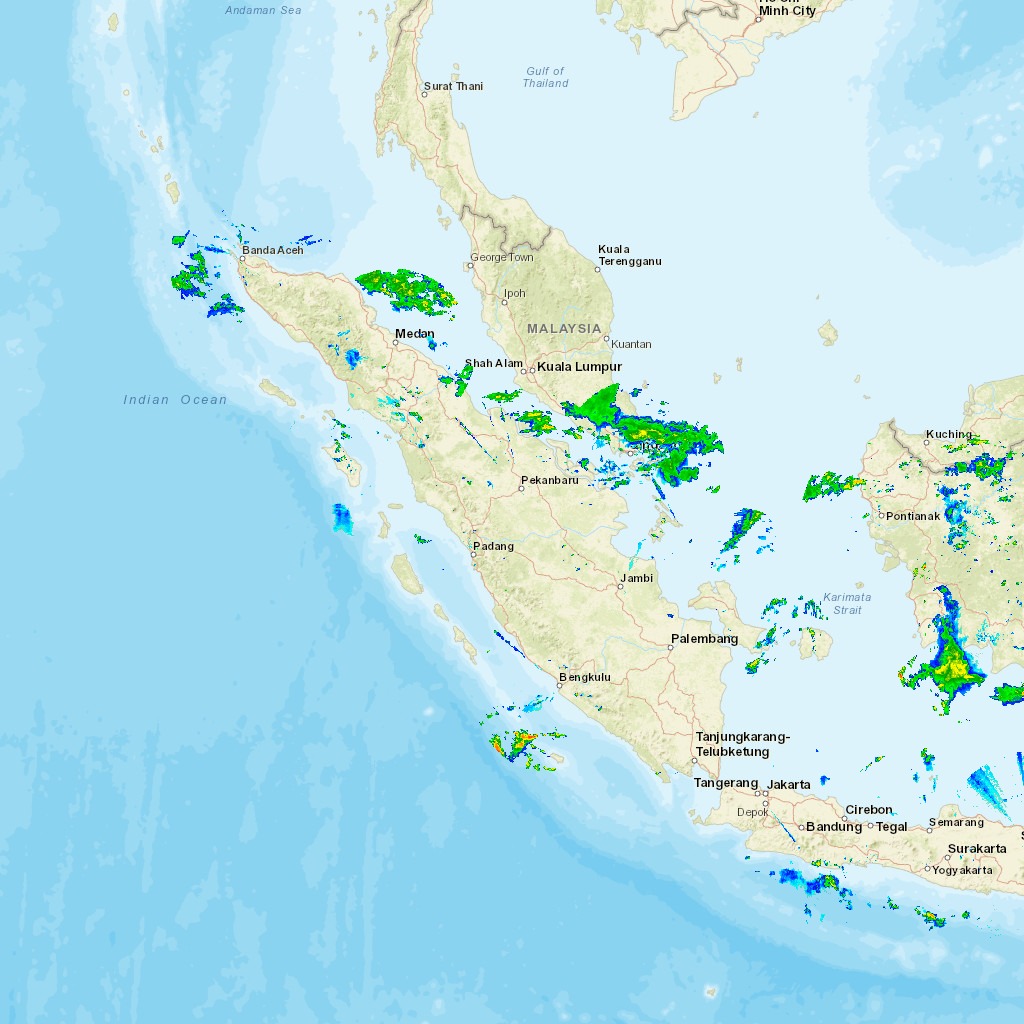 Andaman Sea
Minh City
Gulf of
Thailand
Surat Thani
Banda Aceh
George Town
Kuala
Terengganu
Ipoh
MALAYSIA
Medan
Kuantan
Shah Alam
Kuala Lumpur
Indian Ocean
Kuching
Pekanbaru
Pontianak
Padang
Jambi
Karimata
Strait
Palembang
Bengkulu
Tanjungkarang-
Telubketung
Tangerang
Jakarta
Depok
Cirebon
Bandung
Tegal
Semarang
Surakarta
Yogyakarta